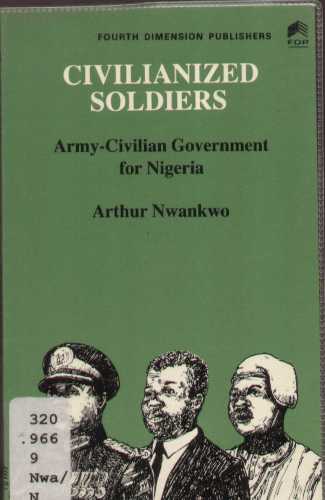 FOURTH DIMENSION PUBLISHERS
FDP
CIVILIANIZED
SOLDIERS
Army-Civilian Government
for Nigeria
Arthur Nwankwo
320
.966
9
Nwa/
N